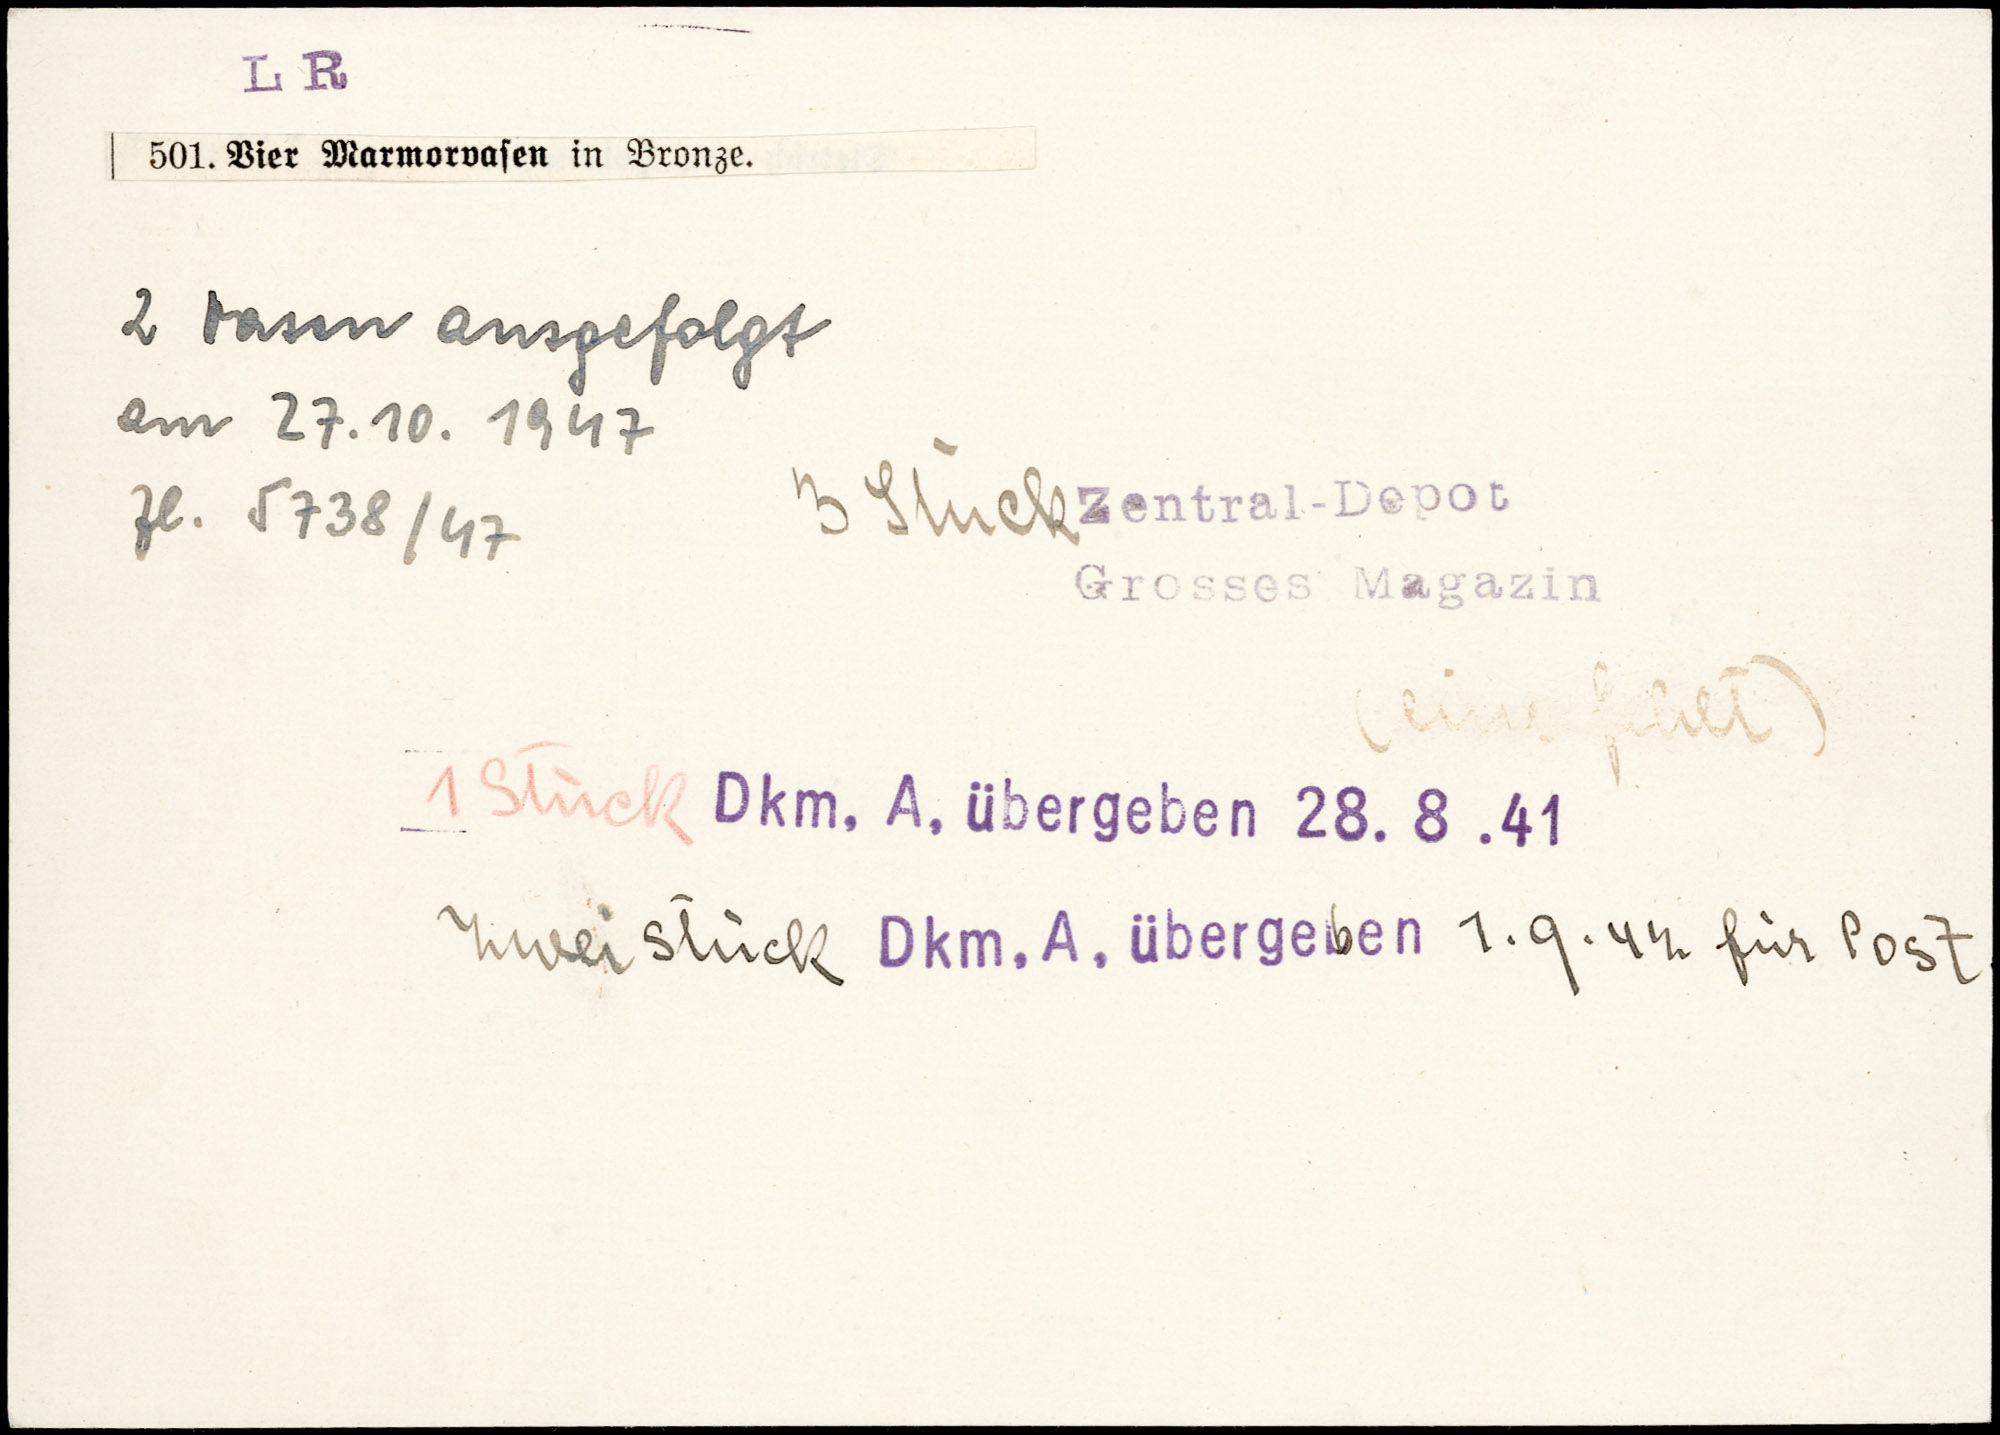 L R
501. Vier Marmorvasen in Bronze.
2 Vasen ausgefolgt
am 27.10. 1947
Zl. 5738/47
3 Stück Zentral-Depot
Grosses Magazin
(eine fehlt)
1 Stück Dkm. A. übergeben 28. 8 .41
zwei Stück Dkm. A. übergeben 1.9.42 für Post